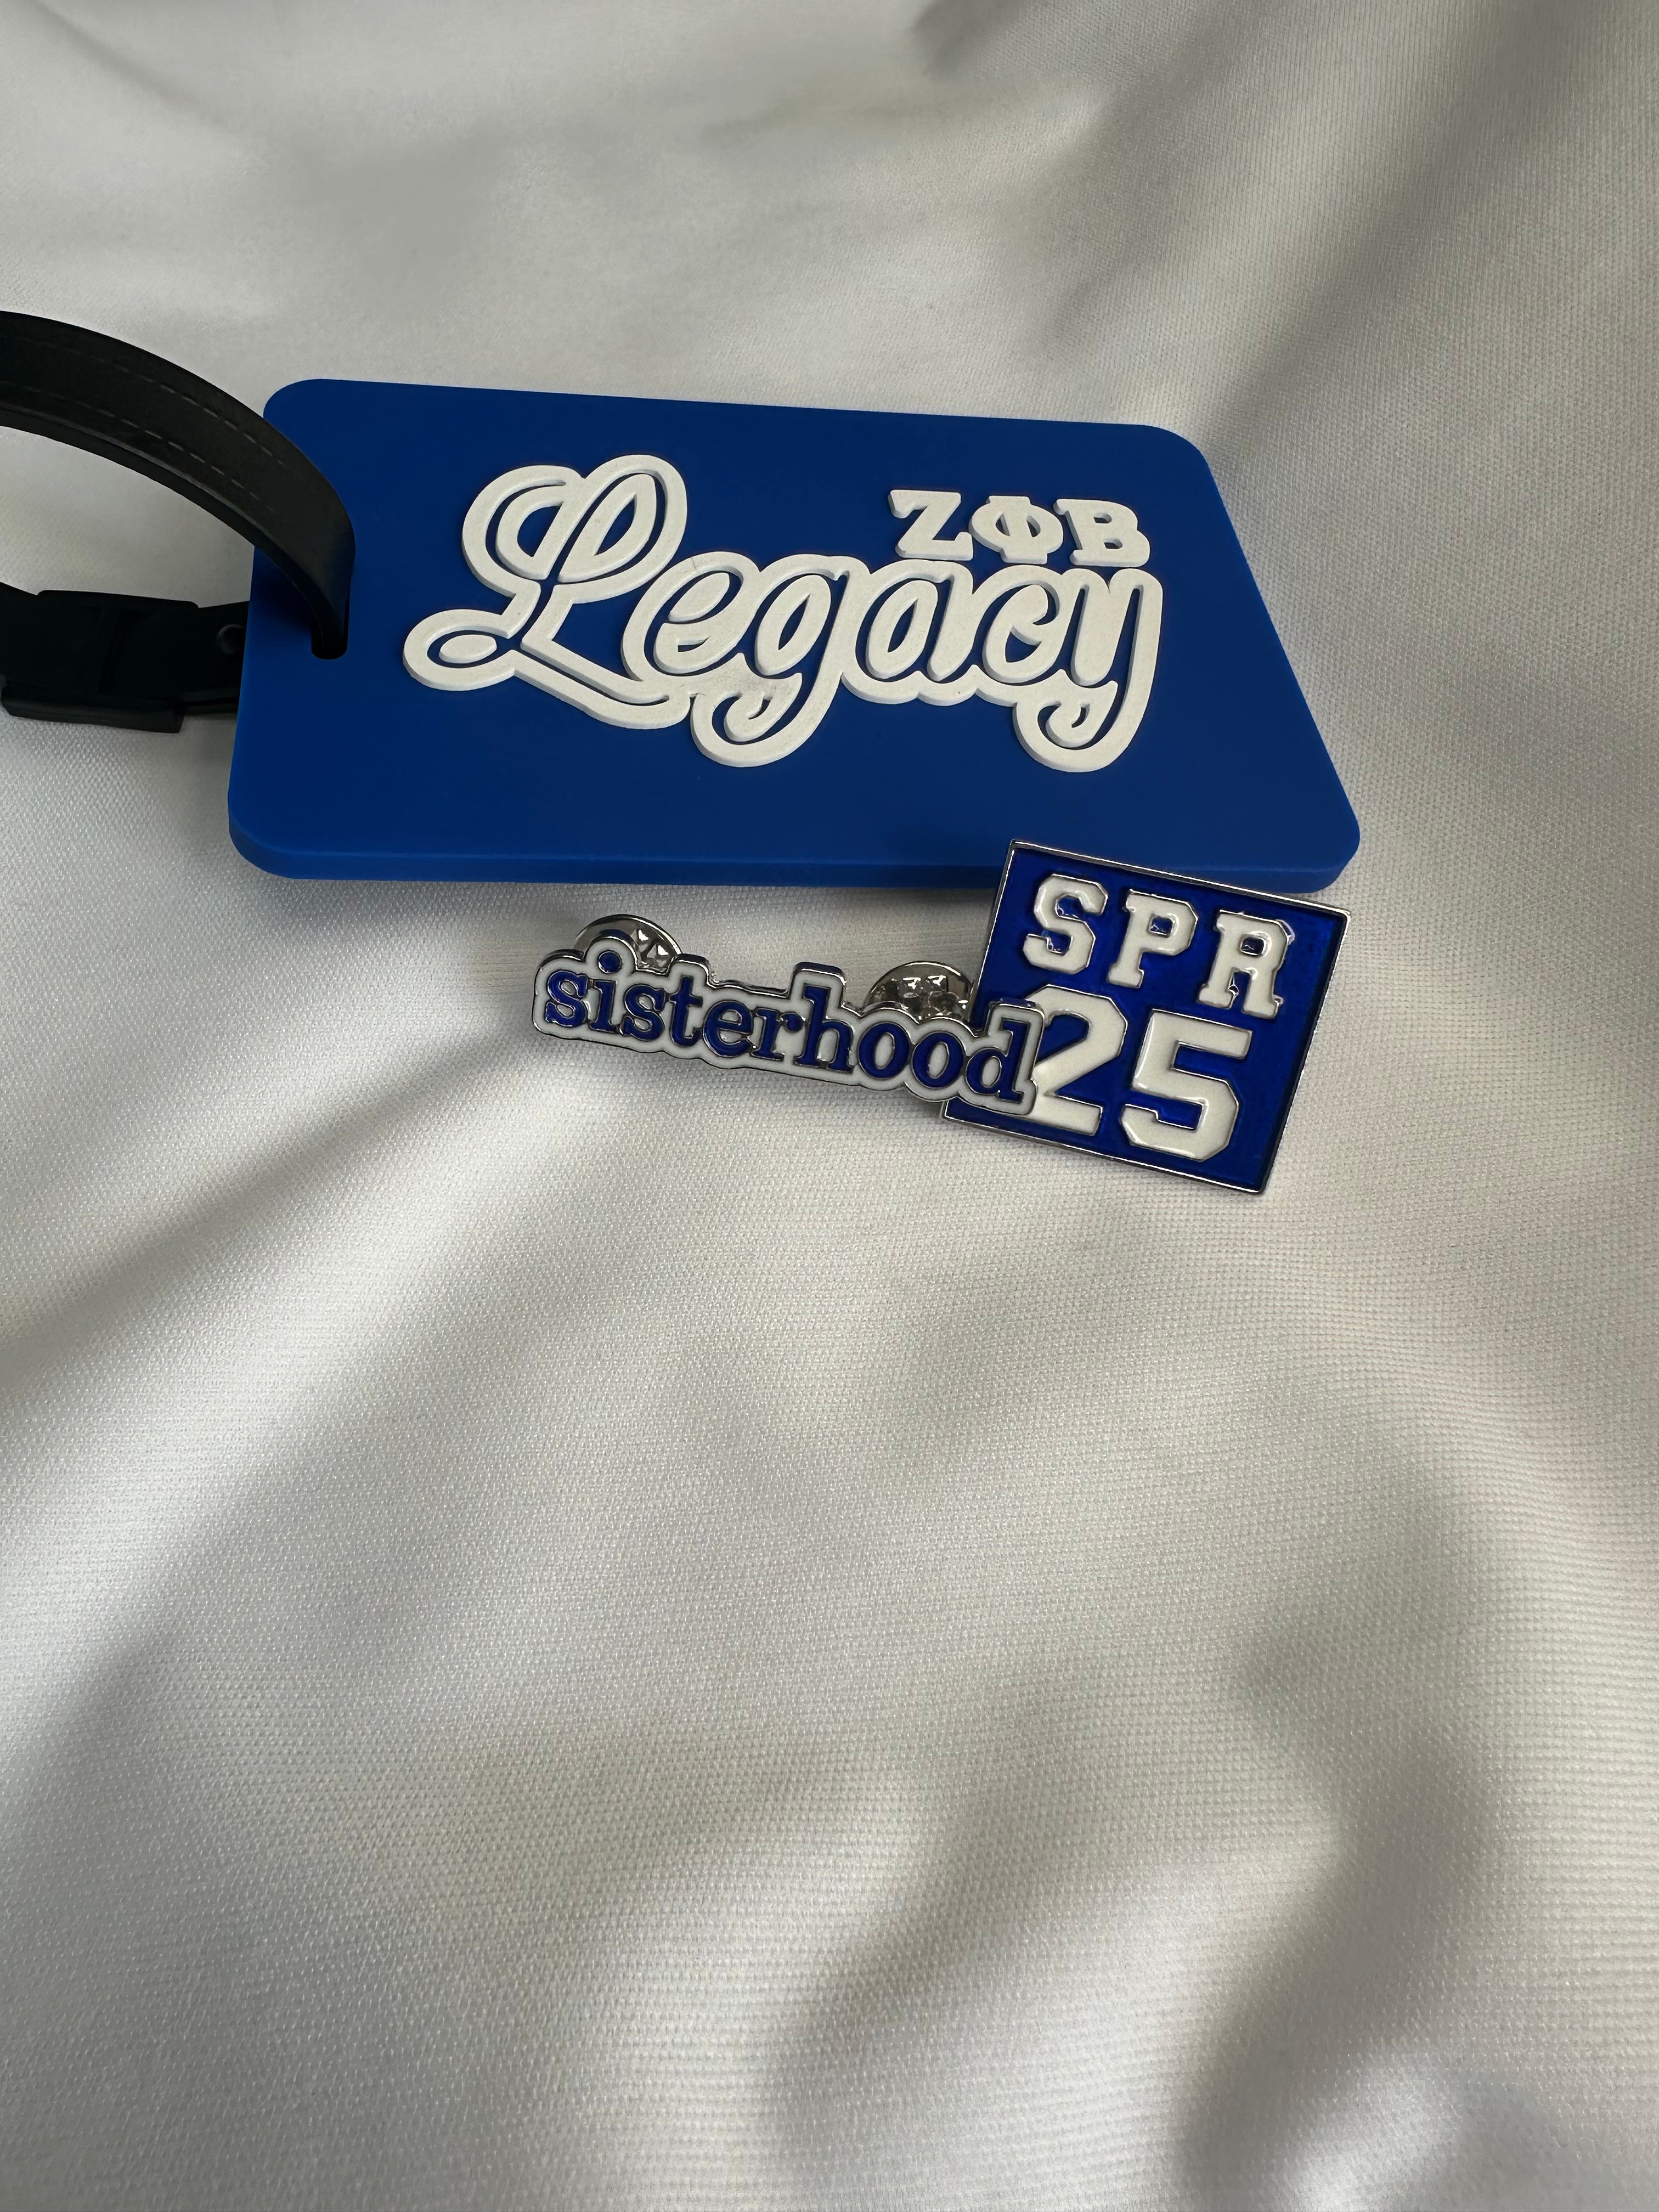 ΖΦΒ
Legacy
SPR
25
sisterhood